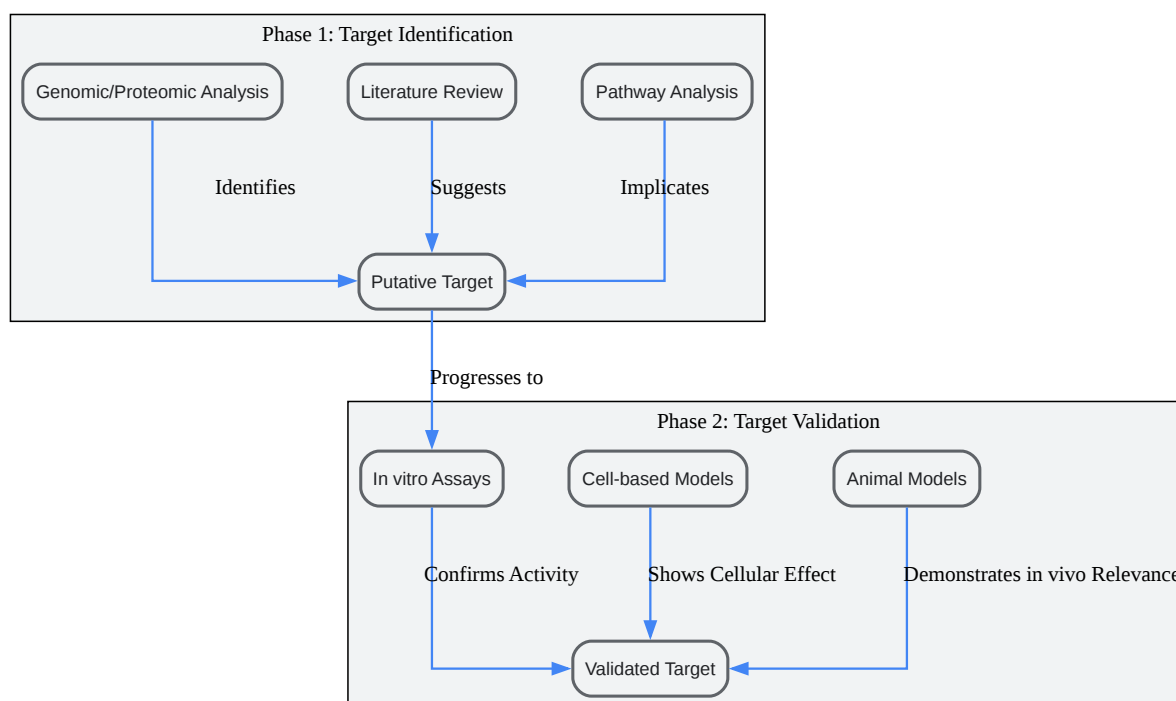 Phase 1: Target Identification
Genomic/Proteomic Analysis
Literature Review
Pathway Analysis
Identifies
Suggests
Implicates
Putative Target
Progresses to
Phase 2: Target Validation
In vitro Assays
Cell-based Models
Animal Models
Confirms Activity
Shows Cellular Effect
Demonstrates in vivo Relevance
Validated Target